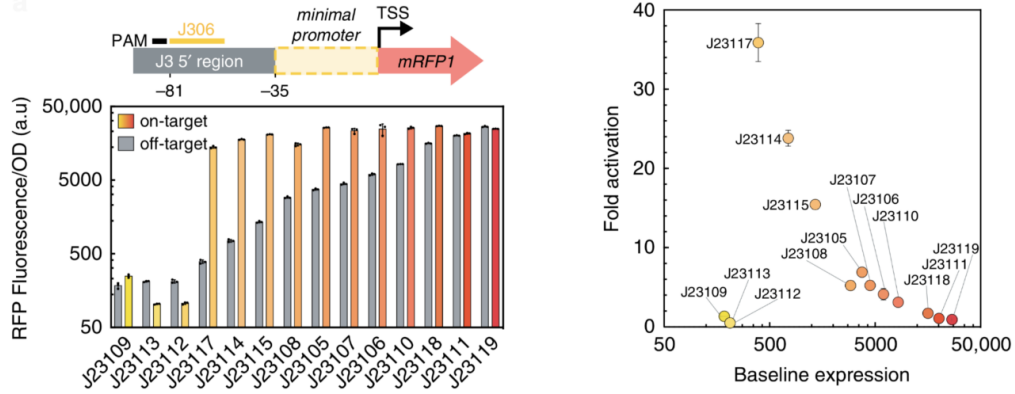 minimal
promoter
TSS
J306
PAM
J3 5′ region
mRFP1
–81
–35
RFP Fluorescence/OD (a.u)
50,000
5000
500
50
on-target
off-target
J23109
J23113
J23112
J23117
J23114
J23115
J23108
J23105
J23107
J23106
J23110
J23118
J23111
J23119
Fold activation
40
30
20
10
0
J23117
J23114
J23115
J23107
J23106
J23110
J23105
J23108
J23119
J23111
J23118
J23113
J23109
J23112
50
500
5000
50,000
Baseline expression